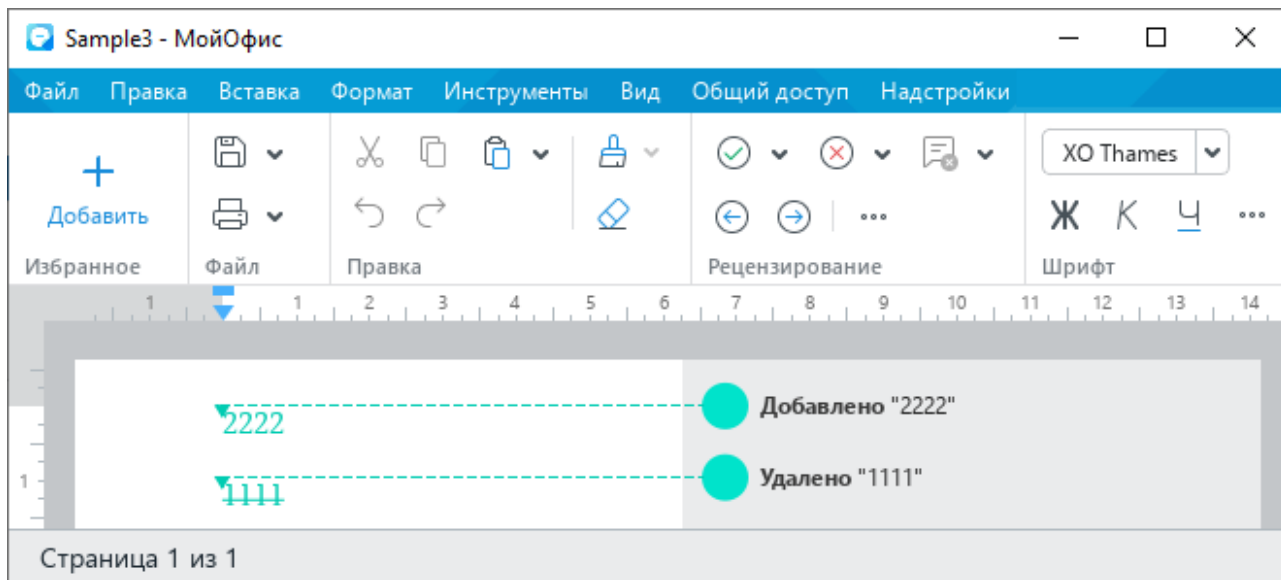 Sample3 - МойОфис
Файл Правка Вставка Формат Инструменты Вид Общий доступ Надстройки
XO Thames
Добавить
Ж К Ч
Избранное Файл Правка Рецензирование Шрифт
1 1 2 3 4 5 6 7 8 9 10 11 12 13 14
Добавлено "2222"
2222
1
Удалено "1111"
1111
Страница 1 из 1